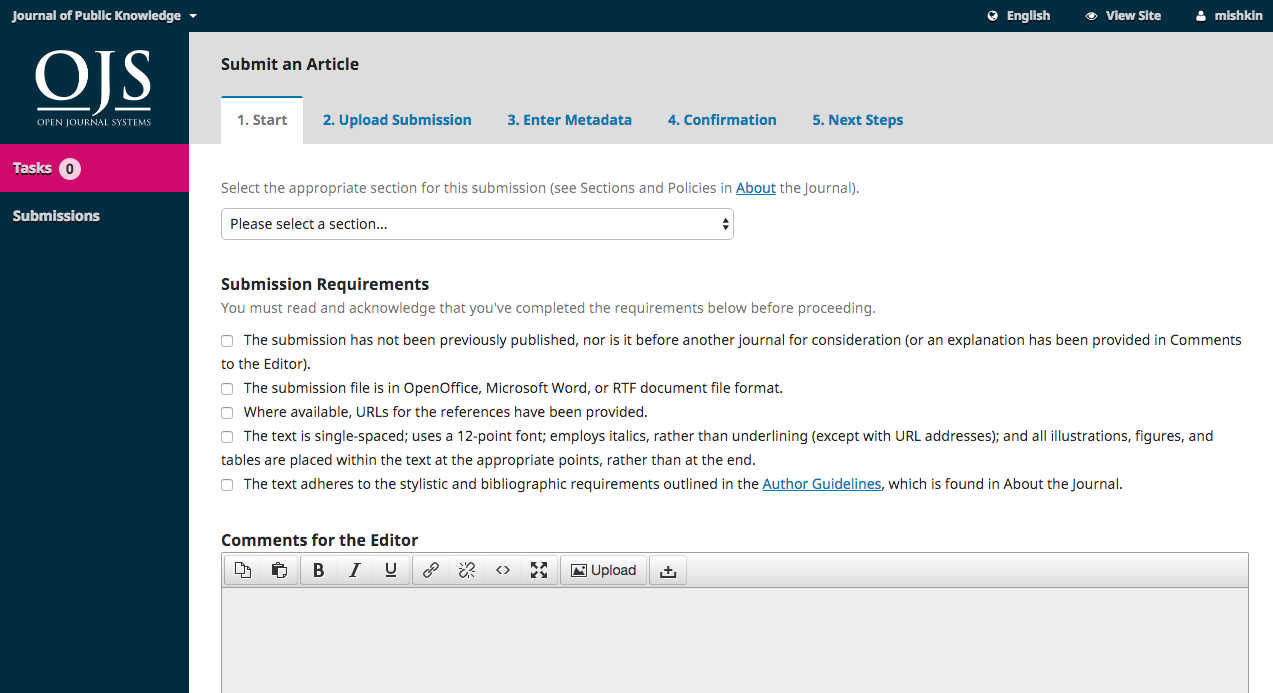 Journal of Public Knowledge
English
View Site
mishkin
OJS
OPEN JOURNAL SYSTEMS
Tasks 0
Submissions
Submit an Article
1. Start
2. Upload Submission
3. Enter Metadata
4. Confirmation
5. Next Steps
Select the appropriate section for this submission (see Sections and Policies in About the Journal).
Please select a section...
Submission Requirements
You must read and acknowledge that you've completed the requirements below before proceeding.
The submission has not been previously published, nor is it before another journal for consideration (or an explanation has been provided in Comments
to the Editor).
The submission file is in OpenOffice, Microsoft Word, or RTF document file format.
Where available, URLs for the references have been provided.
The text is single-spaced; uses a 12-point font; employs italics, rather than underlining (except with URL addresses); and all illustrations, figures, and
tables are placed within the text at the appropriate points, rather than at the end.
The text adheres to the stylistic and bibliographic requirements outlined in the Author Guidelines, which is found in About the Journal.
Comments for the Editor
B I U <> Upload